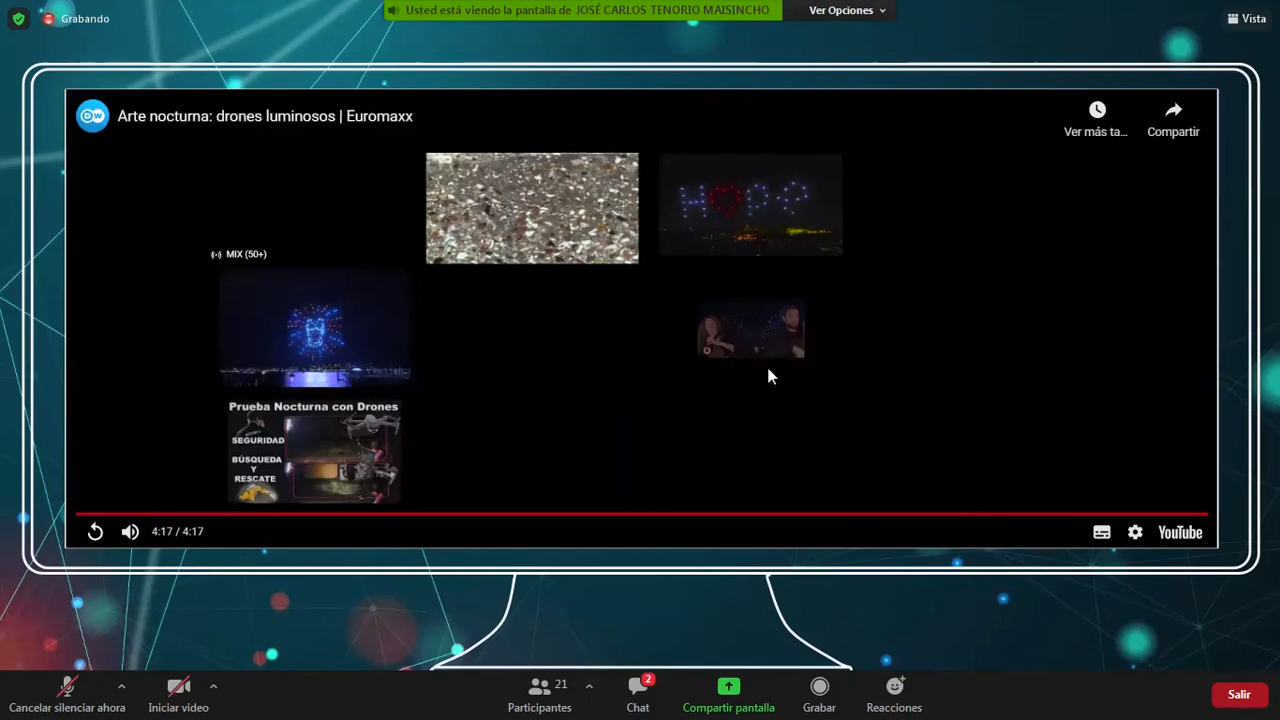 Grabando
Usted está viendo la pantalla de JOSÉ CARLOS TENORIO MAISINCHO
Ver Opciones
Vista
DW
Arte nocturna: drones luminosos | Euromaxx
Ver más ta...
Compartir
HOPE
MIX (50+)
Prueba Nocturna con Drones
SEGURIDAD
BÚSQUEDA
Y
RESCATE
4:17 / 4:17
YouTube
Cancelar silenciar ahora
Iniciar video
21
Participantes
2
Chat
Compartir pantalla
Grabar
Reacciones
Salir